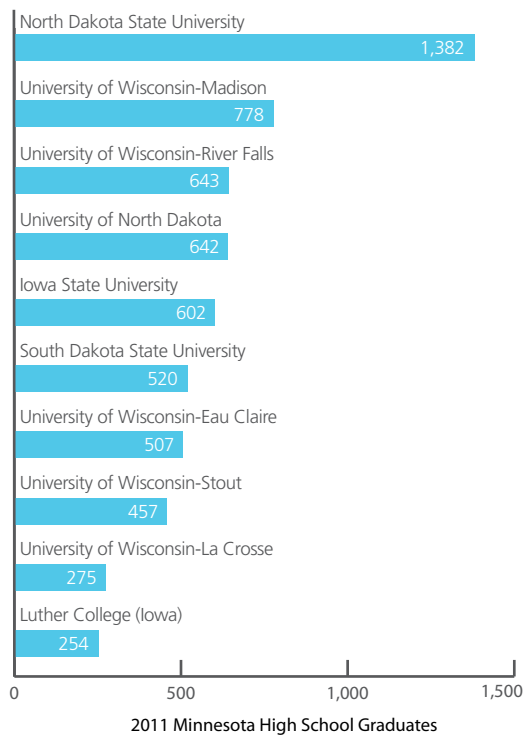 North Dakota State University
1,382
University of Wisconsin-Madison
778
University of Wisconsin-River Falls
643
University of North Dakota
642
Iowa State University
602
South Dakota State University
520
University of Wisconsin-Eau Claire
507
University of Wisconsin-Stout
457
University of Wisconsin-La Crosse
275
Luther College (Iowa)
254
0 500 1,000 1,500
2011 Minnesota High School Graduates